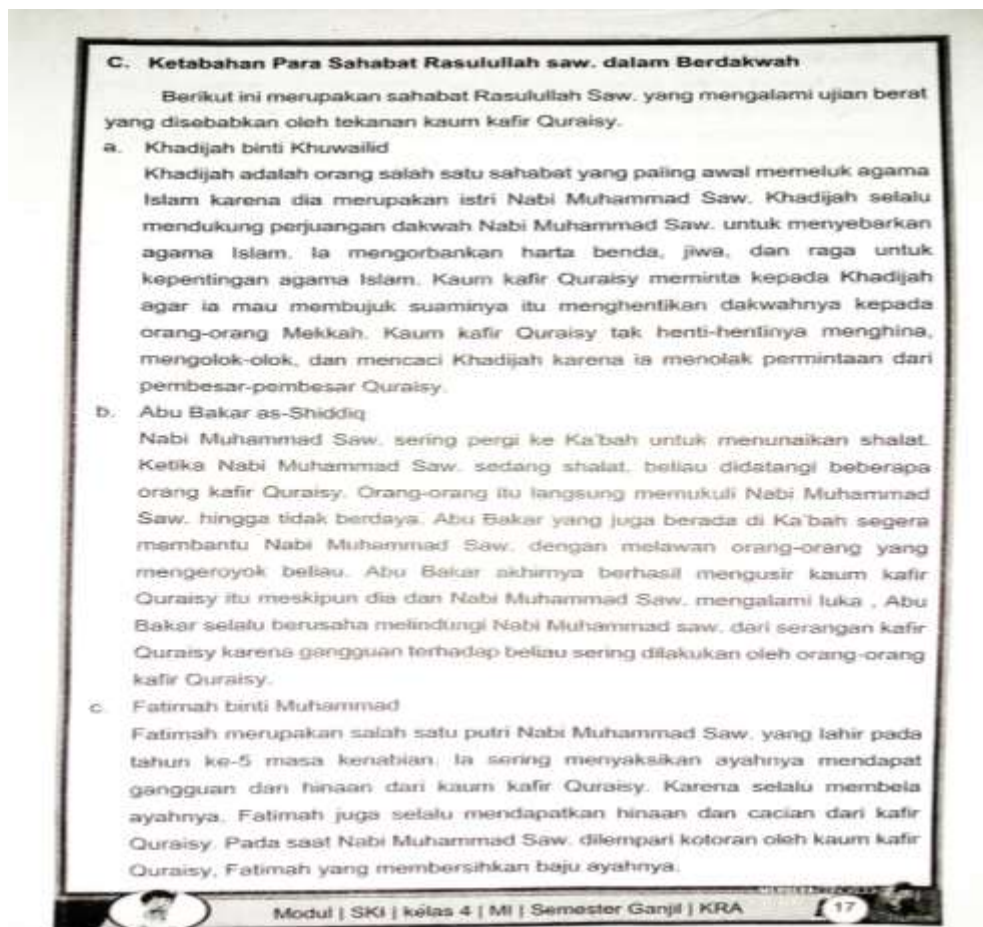 C. Ketabahan Para Sahabat Rasulullah saw. dalam Berdakwah
Berikut ini merupakan sahabat Rasulullah Saw. yang mengalami ujian berat
yang disebabkan oleh tekanan kaum kafir Quraisy.
a. Khadijah binti Khuwailid
Khadijah adalah orang salah satu sahabat yang paling awal memeluk agama
Islam karena dia merupakan istri Nabi Muhammad Saw. Khadijah selalu
mendukung perjuangan dakwah Nabi Muhammad Saw. untuk menyebarkan
agama Islam. Ia mengorbankan harta benda, jiwa, dan raga untuk
kepentingan agama Islam. Kaum kafir Quraisy meminta kepada Khadijah
agar ia mau membujuk suaminya itu menghentikan dakwahnya kepada
orang-orang Mekkah. Kaum kafir Quraisy tak henti-hentinya menghina,
mengolok-olok, dan mencaci Khadijah karena ia menolak permintaan dari
pembesar-pembesar Quraisy.
b. Abu Bakar as-Shiddiq
Nabi Muhammad Saw. sering pergi ke Ka'bah untuk menunaikan shalat.
Ketika Nabi Muhammad Saw. sedang shalat, beliau didatangi beberapa
orang kafir Quraisy. Orang-orang itu langsung memukuli Nabi Muhammad
Saw. hingga tidak berdaya. Abu Bakar yang juga berada di Ka'bah segera
membantu Nabi Muhammad Saw. dengan melawan orang-orang yang
mengeroyok beliau. Abu Bakar akhirnya berhasil mengusir kaum kafir
Quraisy itu meskipun dia dan Nabi Muhammad Saw. mengalami luka , Abu
Bakar selalu berusaha melindungi Nabi Muhammad saw. dari serangan kafir
Quraisy karena gangguan terhadap beliau sering dilakukan oleh orang-orang
kafir Quraisy.
c. Fatimah binti Muhammad
Fatimah merupakan salah satu putri Nabi Muhammad Saw. yang lahir pada
tahun ke-5 masa kenabian. Ia sering menyaksikan ayahnya mendapat
gangguan dan hinaan dari kaum kafir Quraisy. Karena selalu membela
ayahnya, Fatimah juga selalu mendapatkan hinaan dan cacian dari kafir
Quraisy. Pada saat Nabi Muhammad Saw. dilempari kotoran oleh kaum kafir
Quraisy, Fatimah yang membersihkan baju ayahnya.
Modul | SKI | kelas 4 | MI | Semester Ganjil | KRA
17